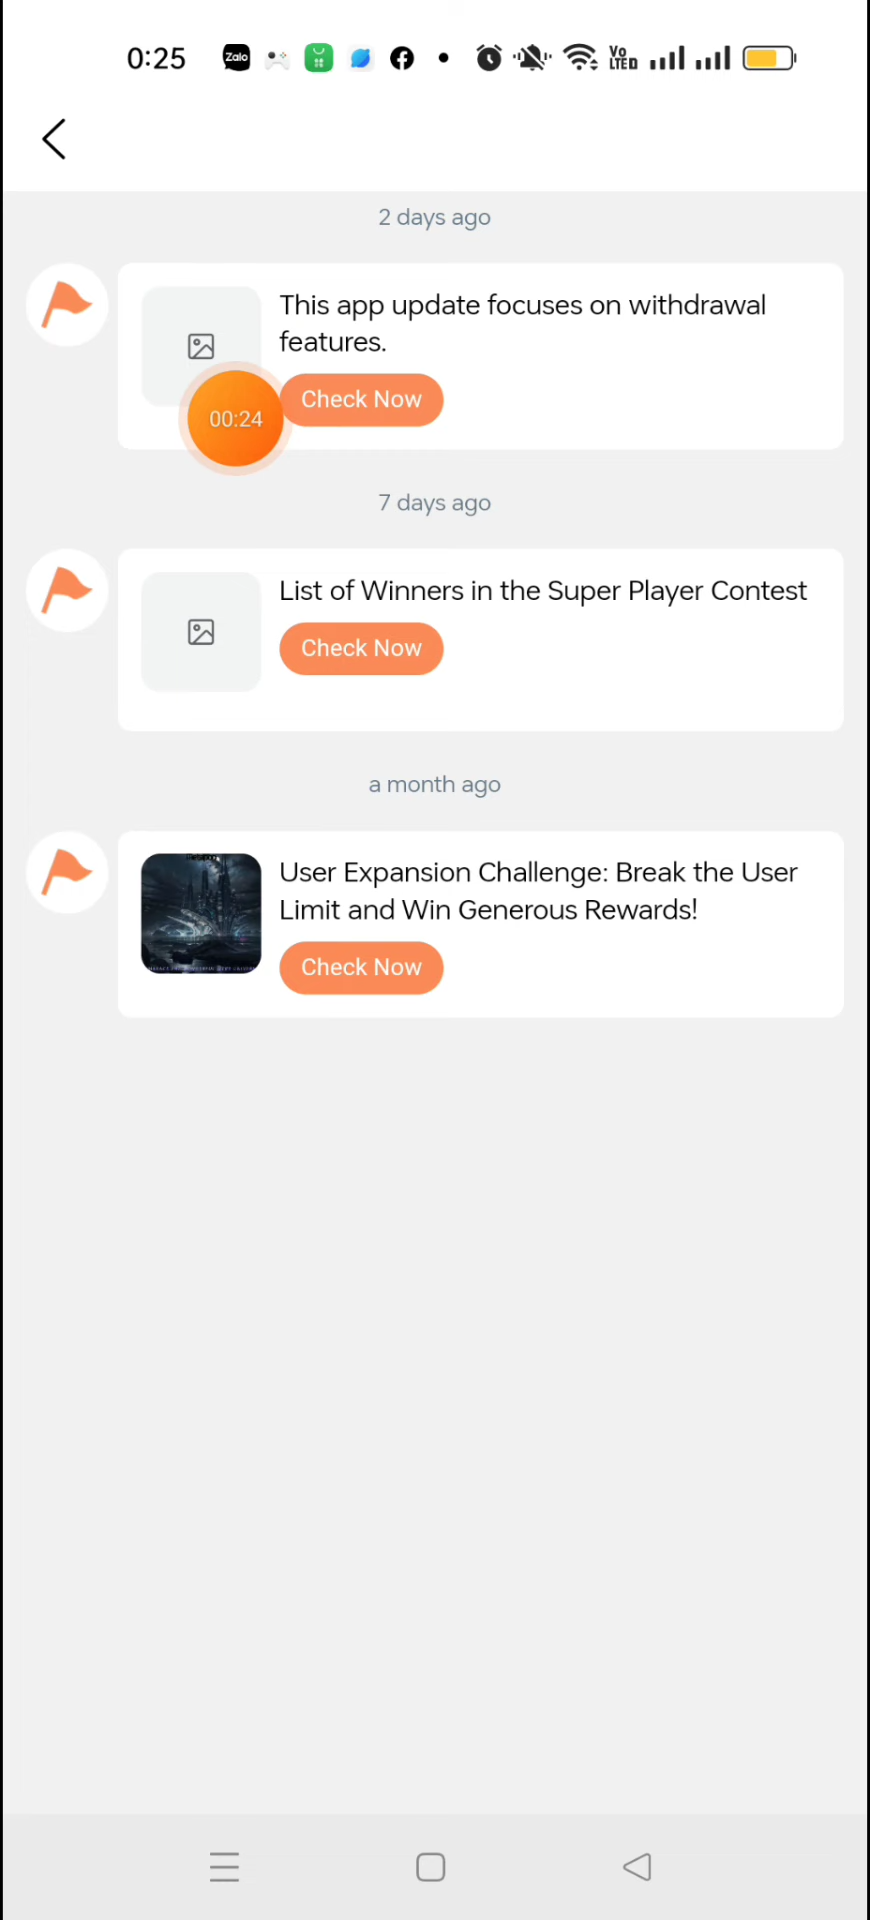 0:25
Zalo
Vo
LTED
2 days ago
This app update focuses on withdrawal
features.
Check Now
00:24
7 days ago
List of Winners in the Super Player Contest
Check Now
a month ago
User Expansion Challenge: Break the User
Limit and Win Generous Rewards!
Check Now